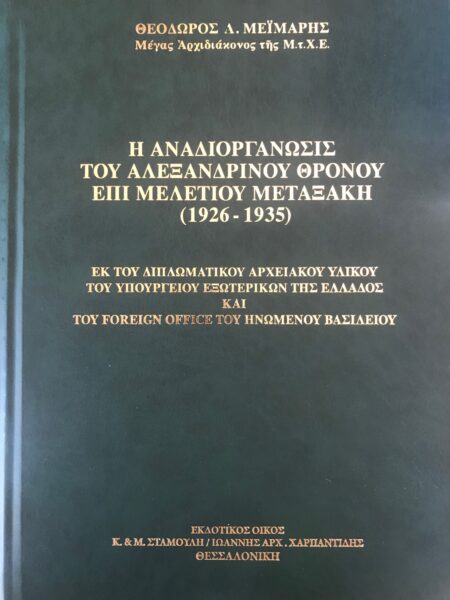 ΘΕΟΔΩΡΟΣ Λ. ΜΕΪΜΑΡΗΣ
Μέγας Ἀρχιδιάκονος τῆς Μ.τ.Χ.Ε.
Η ΑΝΑΔΙΟΡΓΑΝΩΣΙΣ
ΤΟΥ ΑΛΕΞΑΝΔΡΙΝΟΥ ΘΡΟΝΟΥ
ΕΠΙ ΜΕΛΕΤΙΟΥ ΜΕΤΑΞΑΚΗ
(1926 - 1935)
ΕΚ ΤΟΥ ΔΙΠΛΩΜΑΤΙΚΟΥ ΑΡΧΕΙΑΚΟΥ ΥΛΙΚΟΥ
ΤΟΥ ΥΠΟΥΡΓΕΙΟΥ ΕΞΩΤΕΡΙΚΩΝ ΤΗΣ ΕΛΛΑΔΟΣ
ΚΑΙ
ΤΟΥ FOREIGN OFFICE ΤΟΥ ΗΝΩΜΕΝΟΥ ΒΑΣΙΛΕΙΟΥ
ΕΚΔΟΤΙΚΟΣ ΟΙΚΟΣ
Κ. & Μ. ΣΤΑΜΟΥΛΗ / ΙΩΑΝΝΗΣ ΑΡΧ. ΧΑΡΠΑΝΤΙΔΗΣ
ΘΕΣΣΑΛΟΝΙΚΗ